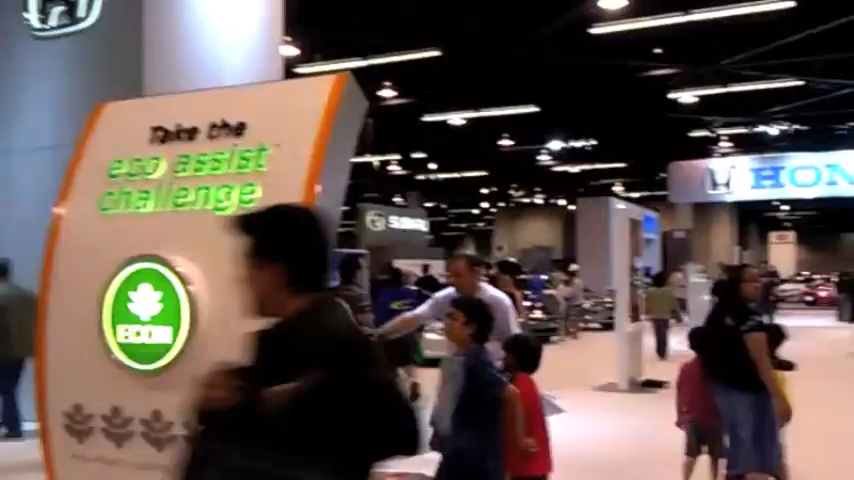 Take the
eco assist
challenge
ECON
SUBARU
HON